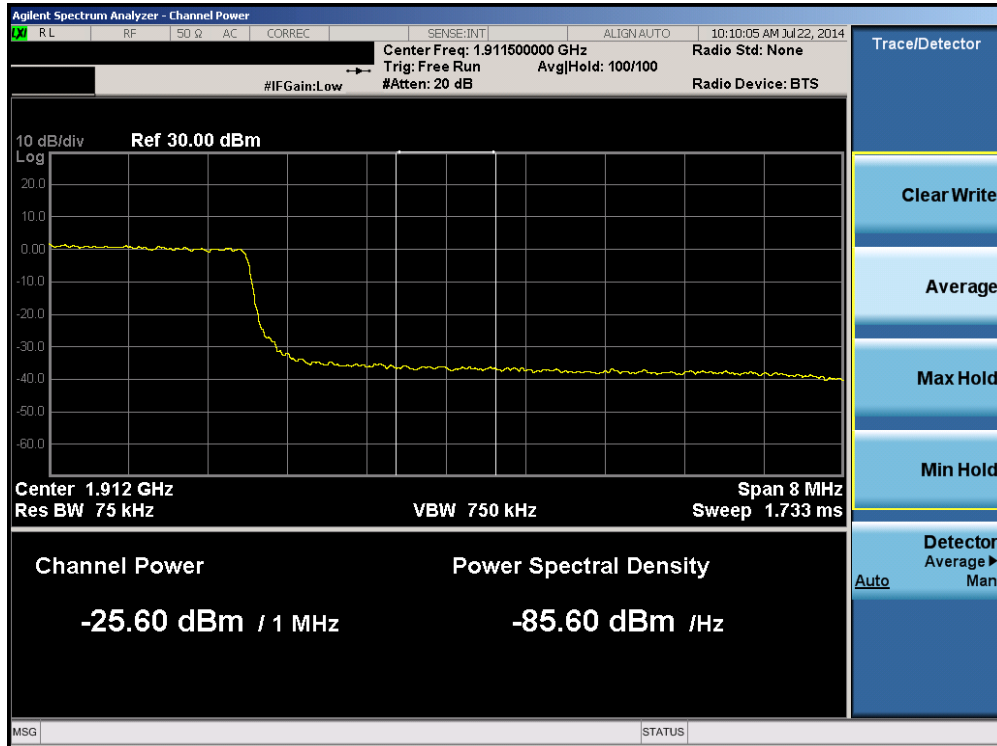 Agilent Spectrum Analyzer - Channel Power
LXI RL RF 50 Ω AC CORREC SENSE:INT ALIGN AUTO 10:10:05 AM Jul 22, 2014
Center Freq: 1.911500000 GHz Radio Std: None
Trig: Free Run Avg|Hold: 100/100
#IFGain:Low #Atten: 20 dB Radio Device: BTS
Trace/Detector
10 dB/div Ref 30.00 dBm
Log
20.0
10.0
0.00
-10.0
-20.0
-30.0
-40.0
-50.0
-60.0
Center 1.912 GHz Span 8 MHz
Res BW 75 kHz VBW 750 kHz Sweep 1.733 ms
Channel Power Power Spectral Density
-25.60 dBm / 1 MHz -85.60 dBm /Hz
Clear Write
Average
Max Hold
Min Hold
Detector
Average
Auto Man
MSG STATUS